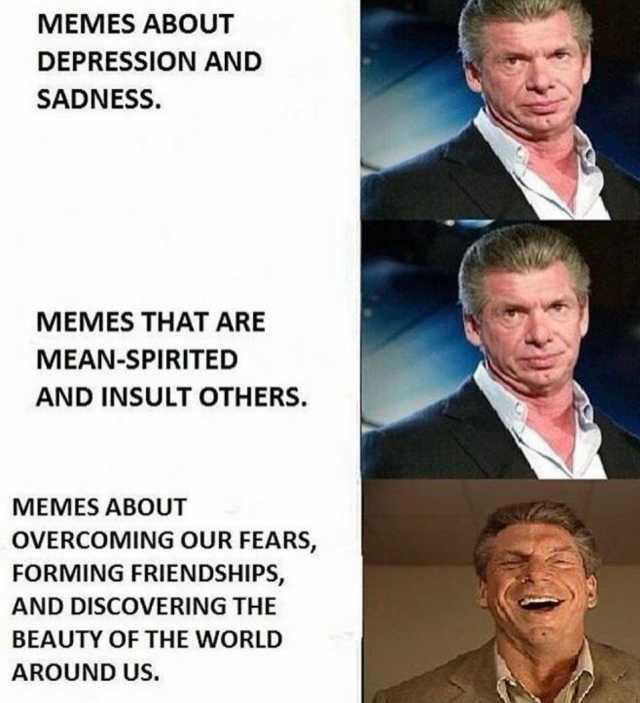 MEMES ABOUT
DEPRESSION AND
SADNESS.
MEMES THAT ARE
MEAN-SPIRITED
AND INSULT OTHERS.
MEMES ABOUT
OVERCOMING OUR FEARS,
FORMING FRIENDSHIPS,
AND DISCOVERING THE
BEAUTY OF THE WORLD
AROUND US.